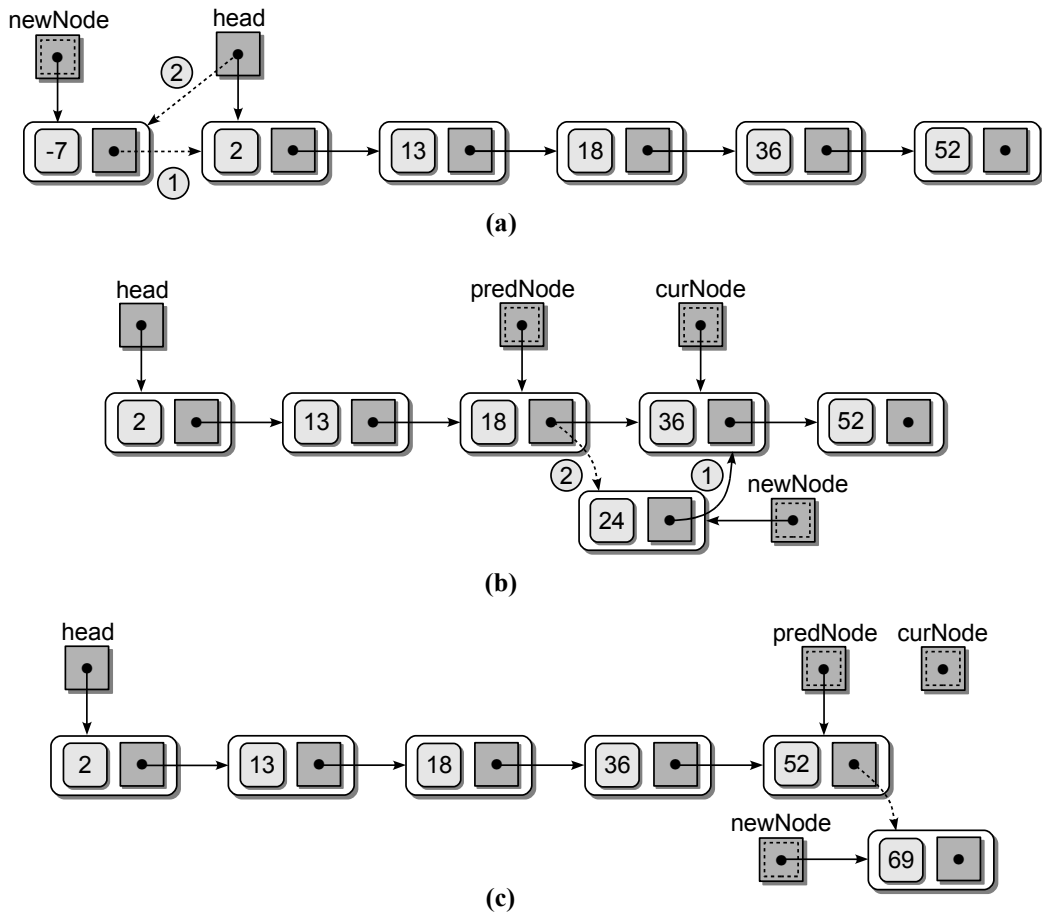 newNode head
2
-7 2 13 18 36 52
1
(a)
head predNode curNode
2 13 18 36 52
2 1 newNode
24
(b)
head predNode curNode
2 13 18 36 52
newNode
69
(c)